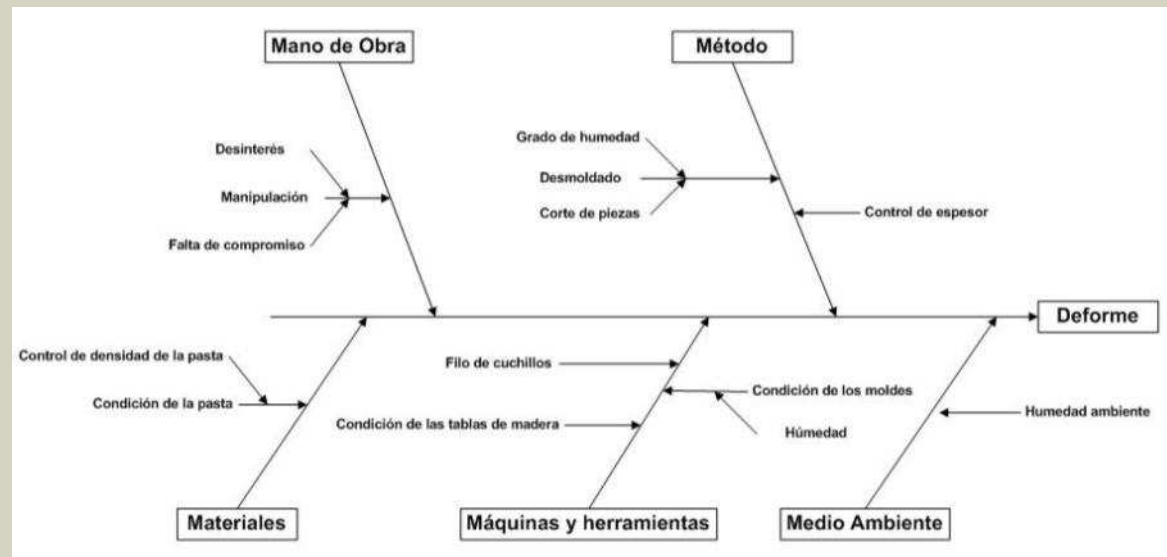 Mano de Obra
Método
Grado de humedad
Desinterés
Desmoldado
Manipulación
Corte de piezas
Control de espesor
Falta de compromiso
Deforme
Control de densidad de la pasta
Filo de cuchillos
Condición de los moldes
Condición de la pasta
Humedad ambiente
Condición de las tablas de madera
Húmedad
Materiales
Máquinas y herramientas
Medio Ambiente